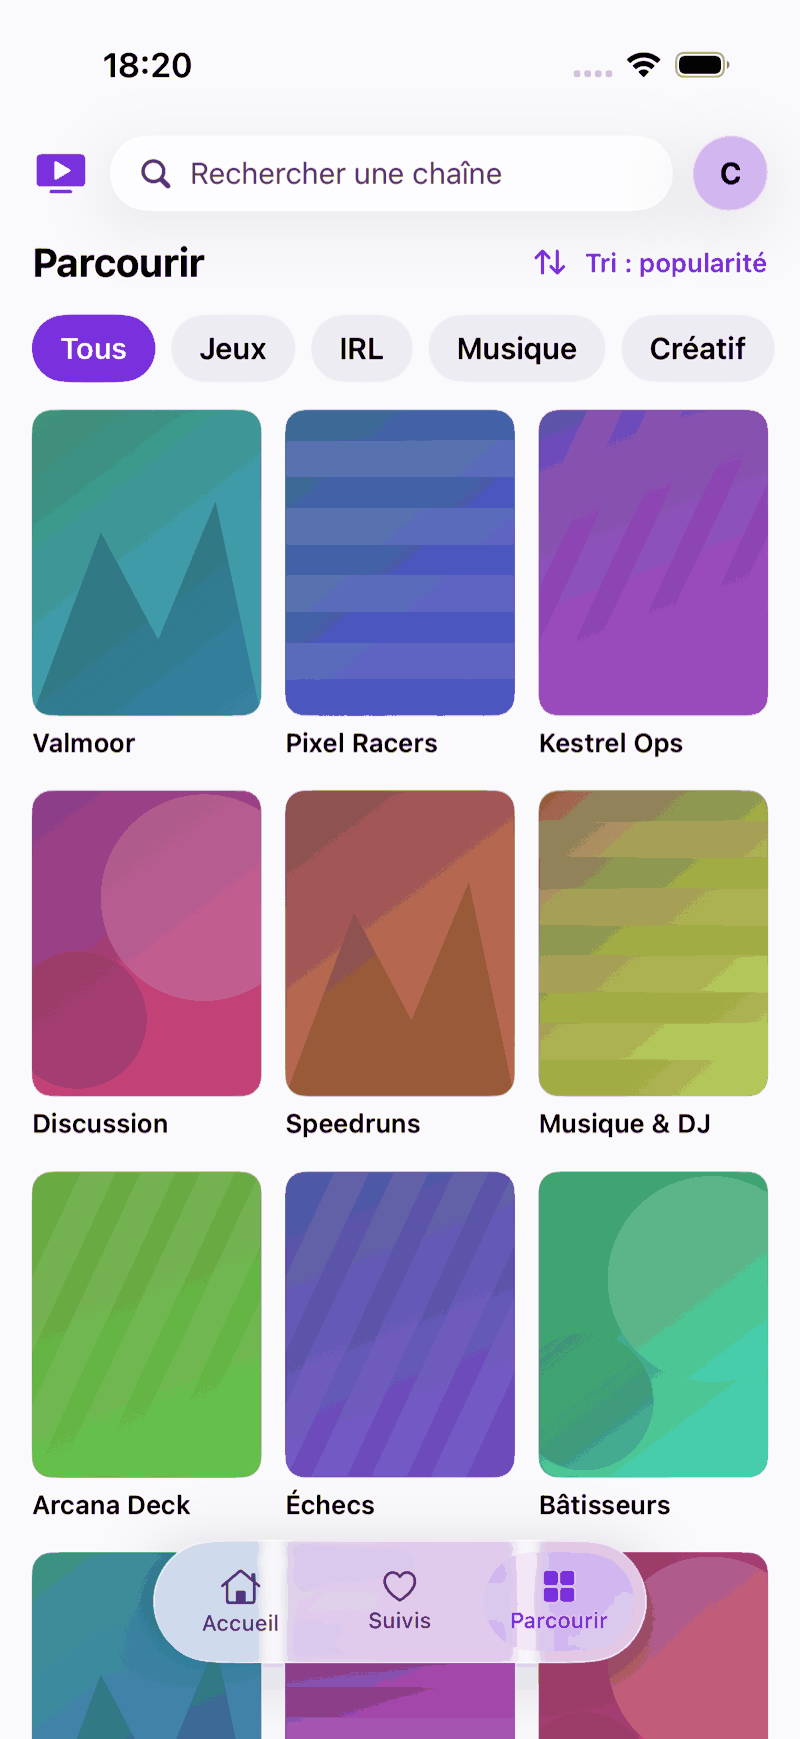 18:20
Rechercher une chaîne
C
Parcourir
Tri : popularité
Tous
Jeux
IRL
Musique
Créatif
Valmoor
Pixel Racers
Kestrel Ops
Discussion
Speedruns
Musique & DJ
Arcana Deck
Échecs
Bâtisseurs
Accueil
Suivis
Parcourir